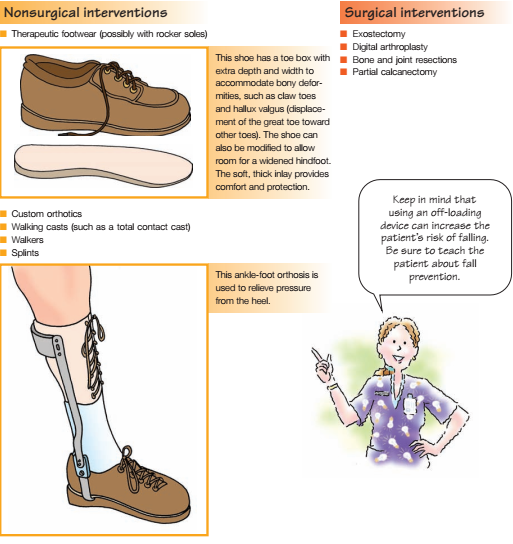 Nonsurgical interventions
Therapeutic footwear (possibly with rocker soles)
This shoe has a toe box with
extra depth and width to
accommodate bony defor-
mities, such as claw toes
and hallux valgus (displace-
ment of the great toe toward
other toes). The shoe can
also be modified to allow
room for a widened hindfoot.
The soft, thick inlay provides
comfort and protection.
Custom orthotics
Walking casts (such as a total contact cast)
Walkers
Splints
This ankle-foot orthosis is
used to relieve pressure
from the heel.
Surgical interventions
Exostectomy
Digital arthroplasty
Bone and joint resections
Partial calcanectomy
Keep in mind that
using an off-loading
device can increase the
patient's risk of falling.
Be sure to teach the
patient about fall
prevention.